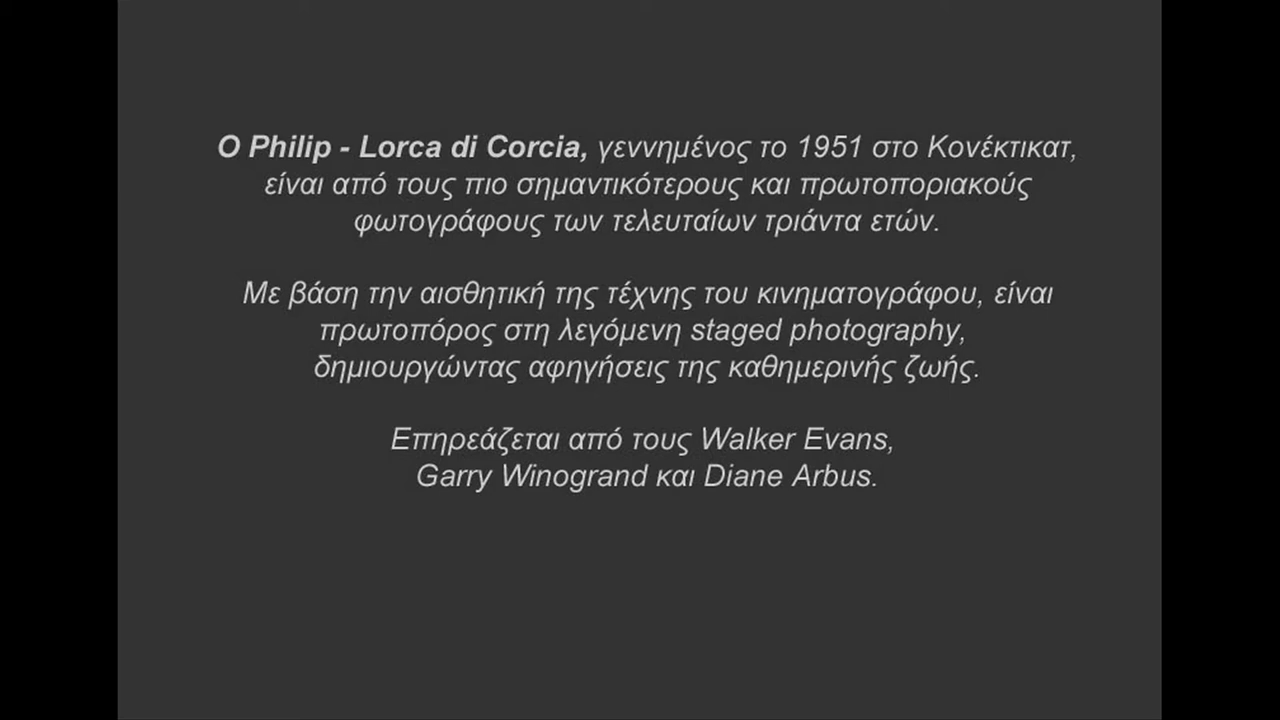 Ο Philip - Lorca di Corcia, γεννημένος το 1951 στο Κονέκτικατ,
είναι από τους πιο σημαντικότερους και πρωτοποριακούς
φωτογράφους των τελευταίων τριάντα ετών.
Με βάση την αισθητική της τέχνης του κινηματογράφου, είναι
πρωτοπόρος στη λεγόμενη staged photography,
δημιουργώντας αφηγήσεις της καθημερινής ζωής.
Επηρεάζεται από τους Walker Evans,
Garry Winogrand και Diane Arbus.